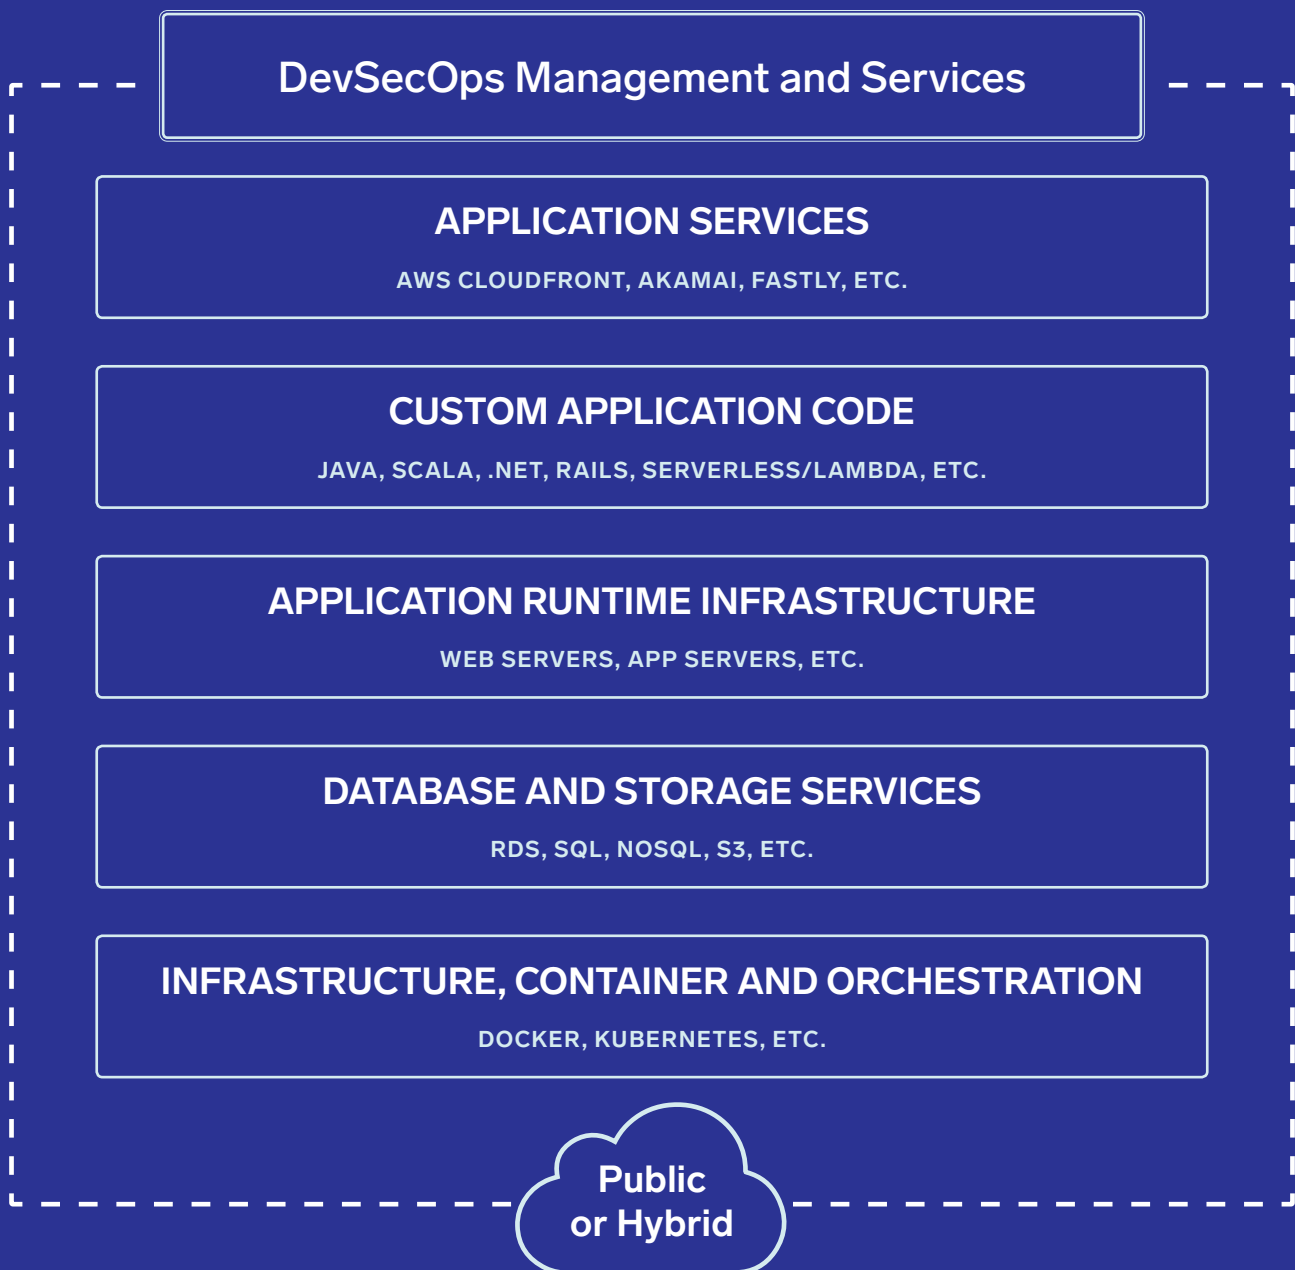 DevSecOps Management and Services
APPLICATION SERVICES
AWS CLOUDFRONT, AKAMAI, FASTLY, ETC.
CUSTOM APPLICATION CODE
JAVA, SCALA, .NET, RAILS, SERVERLESS/LAMBDA, ETC.
APPLICATION RUNTIME INFRASTRUCTURE
WEB SERVERS, APP SERVERS, ETC.
DATABASE AND STORAGE SERVICES
RDS, SQL, NOSQL, S3, ETC.
INFRASTRUCTURE, CONTAINER AND ORCHESTRATION
DOCKER, KUBERNETES, ETC.
Public
or Hybrid